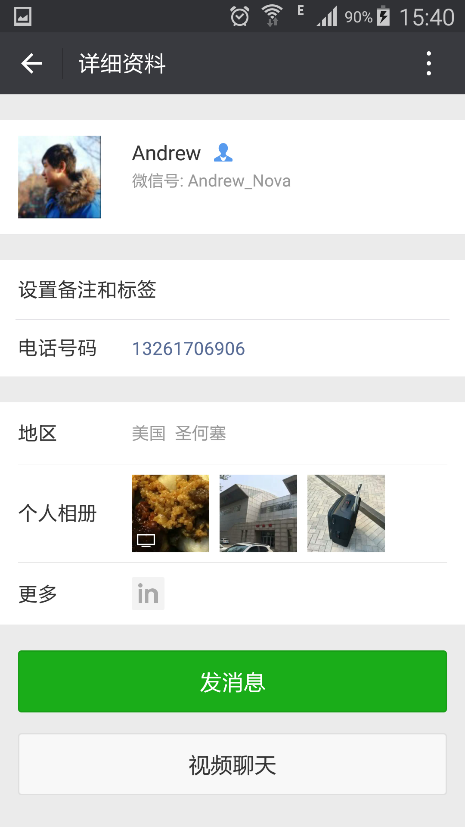 E 90% 15:40
详细资料
Andrew
微信号: Andrew_Nova
设置备注和标签
电话号码 13261706906
地区 美国 圣何塞
个人相册
更多 in
发消息
视频聊天